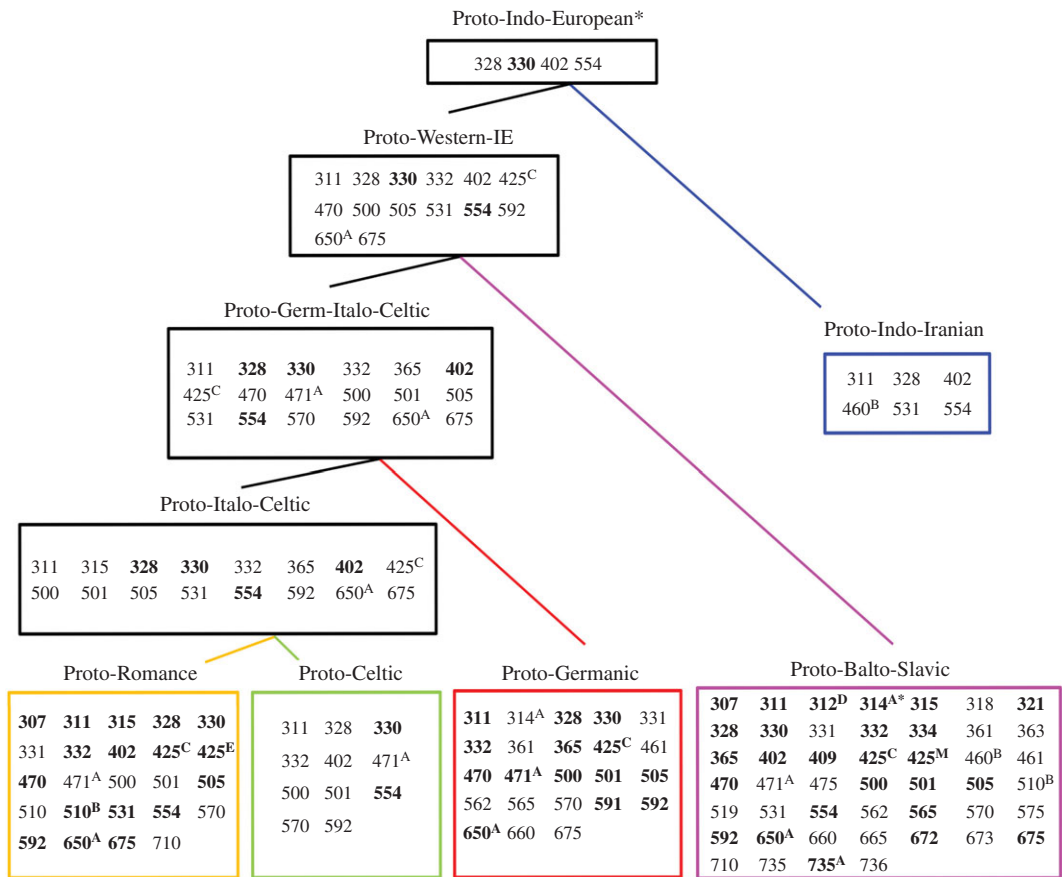 Proto-Indo-European*
328 330 402 554
Proto-Western-IE
311 328 330 332 402 425C
470 500 505 531 554 592
650A 675
Proto-Germ-Italo-Celtic
311 328 330 332 365 402
425C 470 471A 500 501 505
531 554 570 592 650A 675
Proto-Indo-Iranian
311 328 402
460B 531 554
Proto-Italo-Celtic
311 315 328 330 332 365 402 425C
500 501 505 531 554 592 650A 675
Proto-Romance
307 311 315 328 330
331 332 402 425C 425E
470 471A 500 501 505
510 510B 531 554 570
592 650A 675 710
Proto-Celtic
311 328 330
332 402 471A
500 501 554
570 592
Proto-Germanic
311 314A 328 330 331
332 361 365 425C 461
470 471A 500 501 505
562 565 570 591 592
650A 660 675
Proto-Balto-Slavic
307 311 312D 314A* 315 318 321
328 330 331 332 334 361 363
365 402 409 425C 425M 460B 461
470 471A 475 500 501 505 510B
519 531 554 562 565 570 575
592 650A 660 665 672 673 675
710 735 735A 736